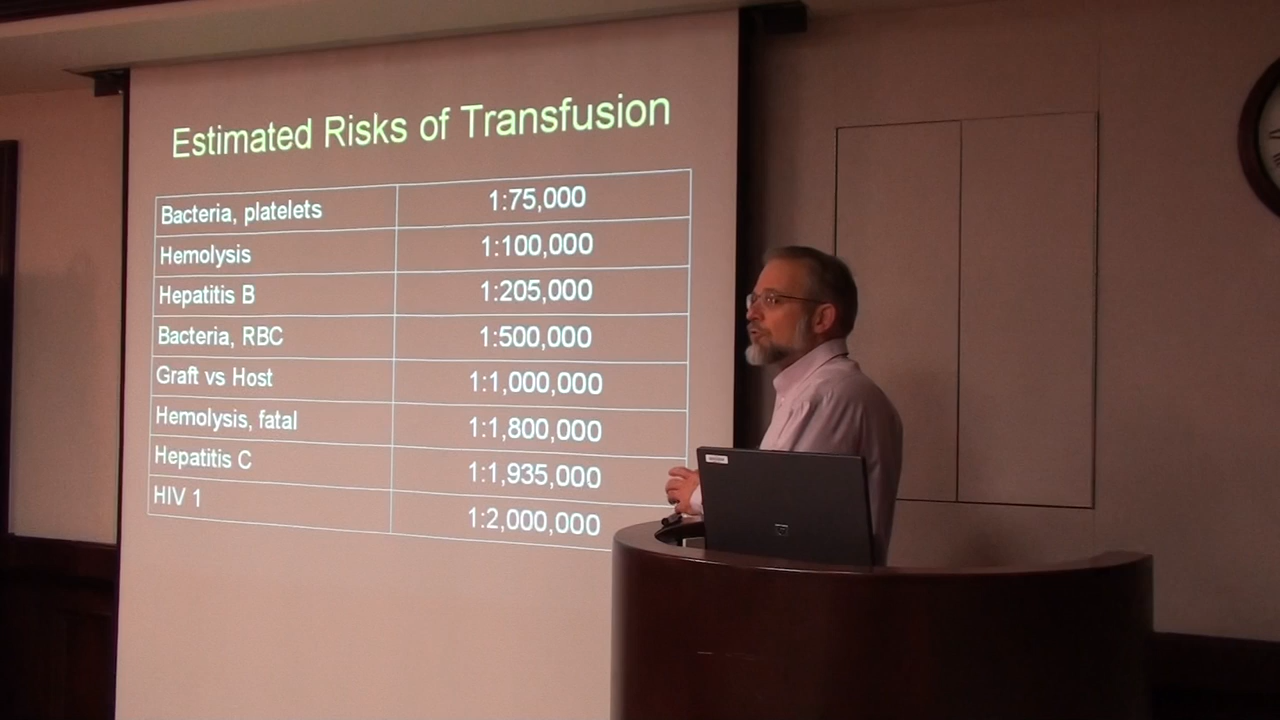 Estimated Risks of Transfusion
Bacteria, platelets 1:75,000
Hemolysis 1:100,000
Hepatitis B 1:205,000
Bacteria, RBC 1:500,000
Graft vs Host 1:1,000,000
Hemolysis, fatal 1:1,800,000
Hepatitis C 1:1,935,000
HIV 1 1:2,000,000